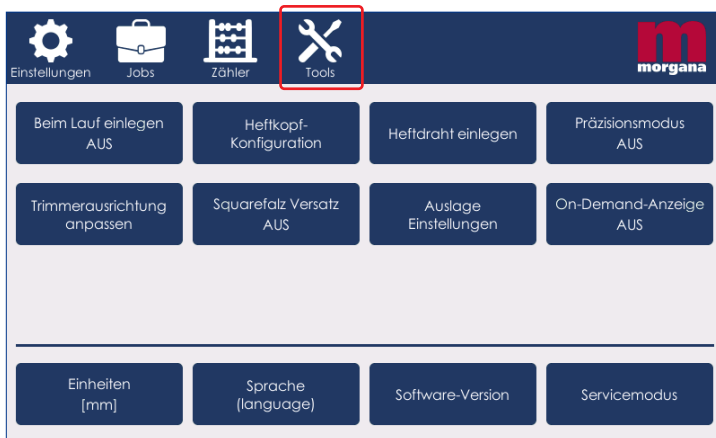 Einstellungen Jobs Zähler Tools
morgana
Beim Lauf einlegen
AUS
Heftkopf-
Konfiguration
Heftdraht einlegen
Präzisionsmodus
AUS
Trimmerausrichtung
anpassen
Squarefalz Versatz
AUS
Auslage
Einstellungen
On-Demand-Anzeige
AUS
Einheiten
[mm]
Sprache
(language)
Software-Version
Servicemodus